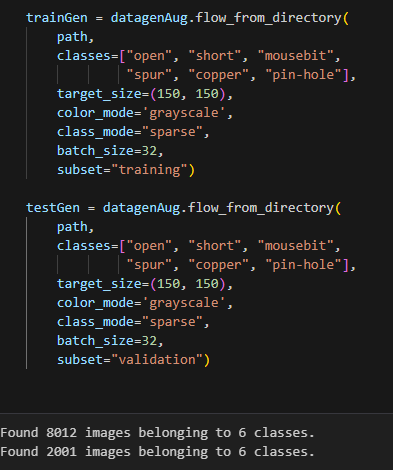 trainGen = datagenAug.flow_from_directory(
path,
classes=["open", "short", "mousebit",
"spur", "copper", "pin-hole"],
target_size=(150, 150),
color_mode='grayscale',
class_mode="sparse",
batch_size=32,
subset="training")
testGen = datagenAug.flow_from_directory(
path,
classes=["open", "short", "mousebit",
"spur", "copper", "pin-hole"],
target_size=(150, 150),
color_mode='grayscale',
class_mode="sparse",
batch_size=32,
subset="validation")
Found 8012 images belonging to 6 classes.
Found 2001 images belonging to 6 classes.